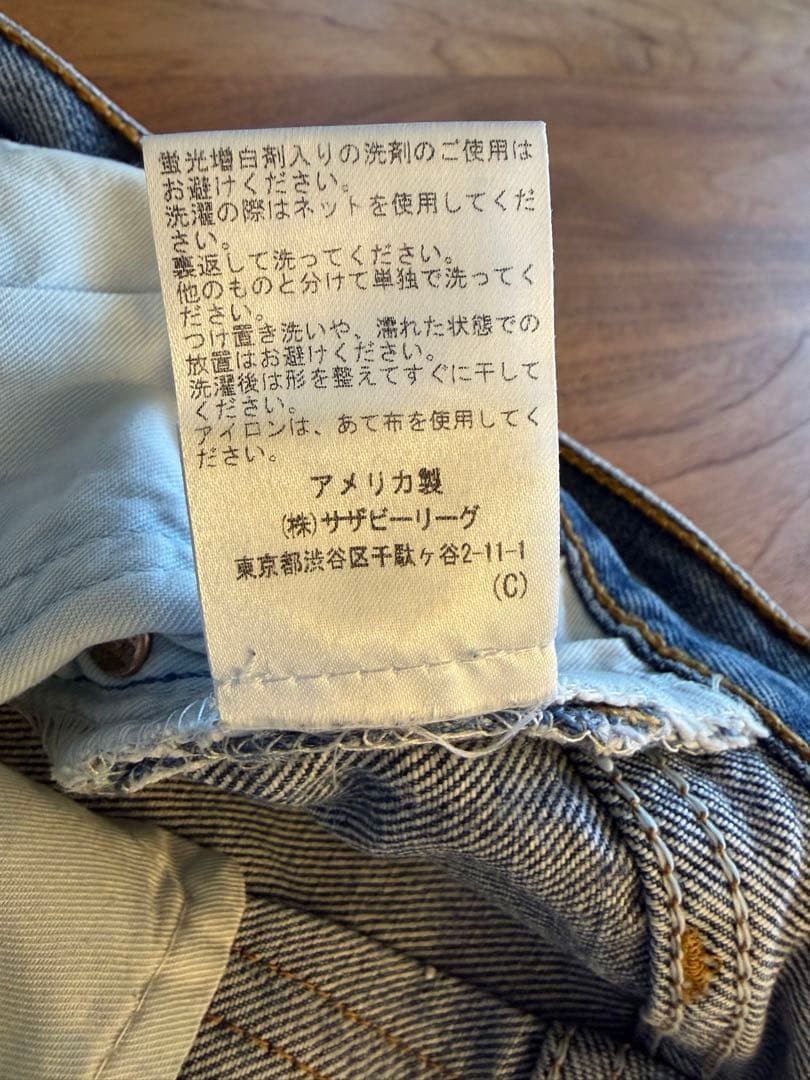 蛍光増白剤入りの洗剤のご使用は
お避けください。
洗濯の際はネットを使用してくだ
さい。
裏返して洗ってください。
他のものと分けて単独で洗ってく
ださい。
つけ置き洗いや、濡れた状態での
放置はお避けください。
洗濯後は形を整えてすぐに干して
ください。
アイロンは、あて布を使用してく
ださい。
アメリカ製
(株)サザビーリーグ
東京都渋谷区千駄ヶ谷2-11-1
(C)